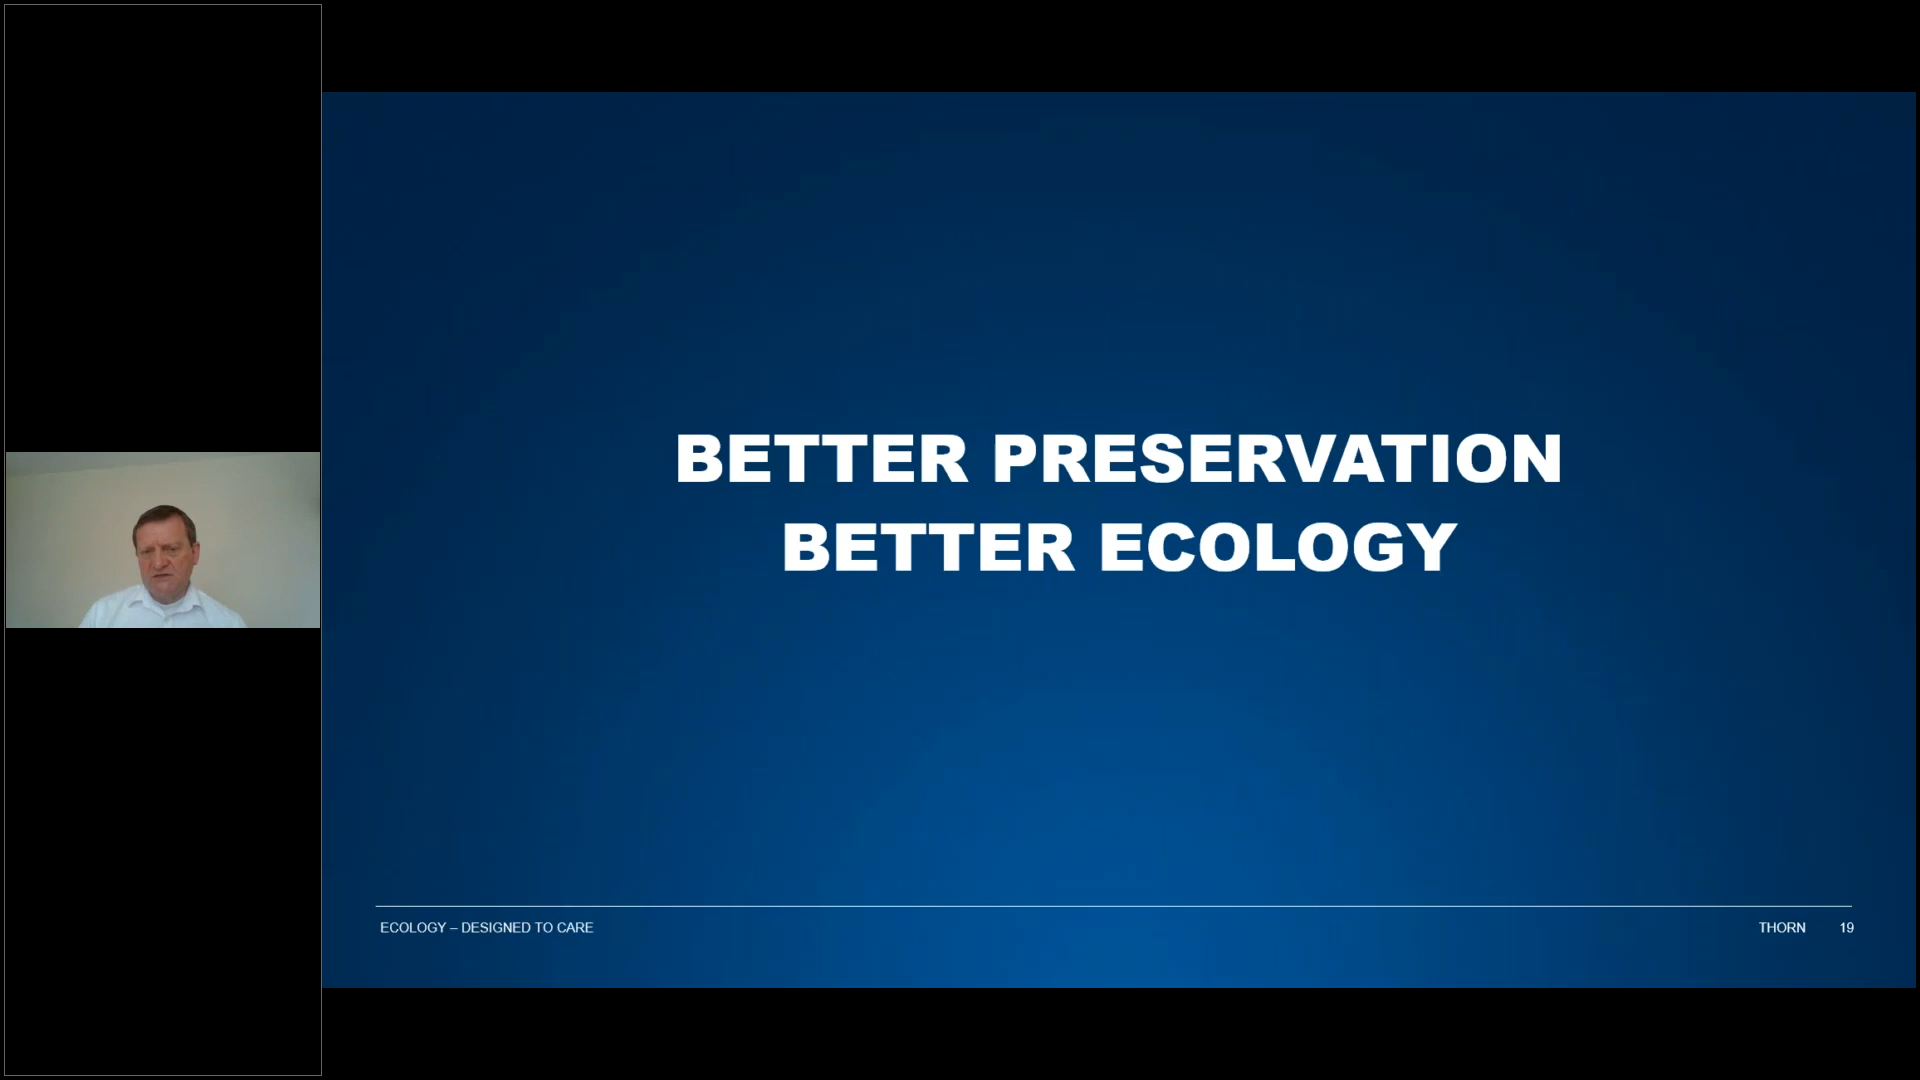 BETTER PRESERVATION
BETTER ECOLOGY
ECOLOGY – DESIGNED TO CARE
THORN 19